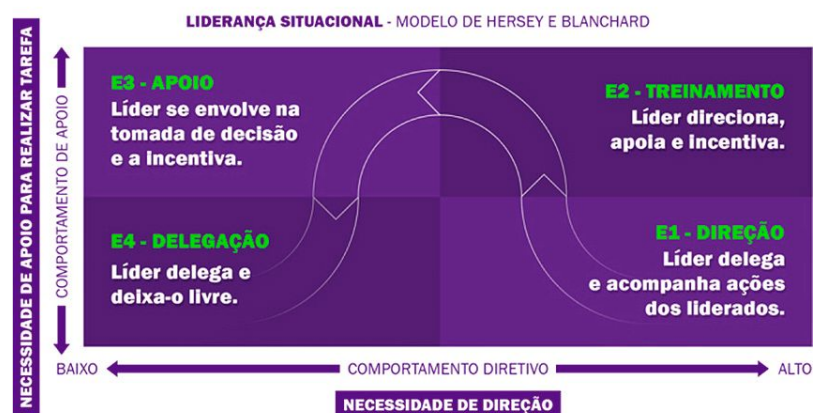 LIDERANÇA SITUACIONAL - MODELO DE HERSEY E BLANCHARD
NECESSIDADE DE APOIO PARA REALIZAR TAREFA
COMPORTAMENTO DE APOIO
E3 - APOIO
Líder se envolve na
tomada de decisão
e a incentiva.
E2 - TREINAMENTO
Líder direciona,
apoia e incentiva.
E4 - DELEGAÇÃO
Líder delega e
deixa-o livre.
E1 - DIREÇÃO
Líder delega
e acompanha ações
dos liderados.
BAIXO
COMPORTAMENTO DIRETIVO
ALTO
NECESSIDADE DE DIREÇÃO